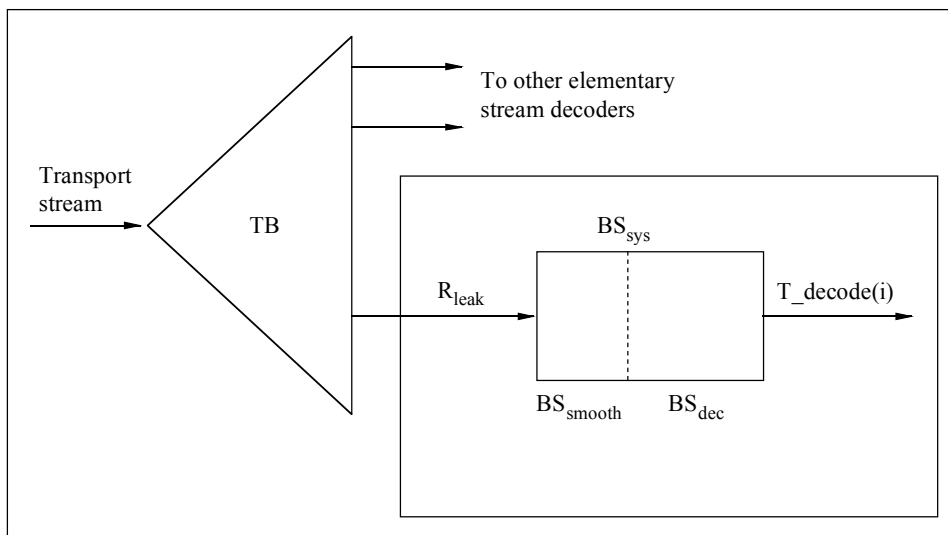 To other elementary
stream decoders
Transport
stream
TB
BS_sys
R_leak
T_decode(i)
BS_smooth
BS_dec